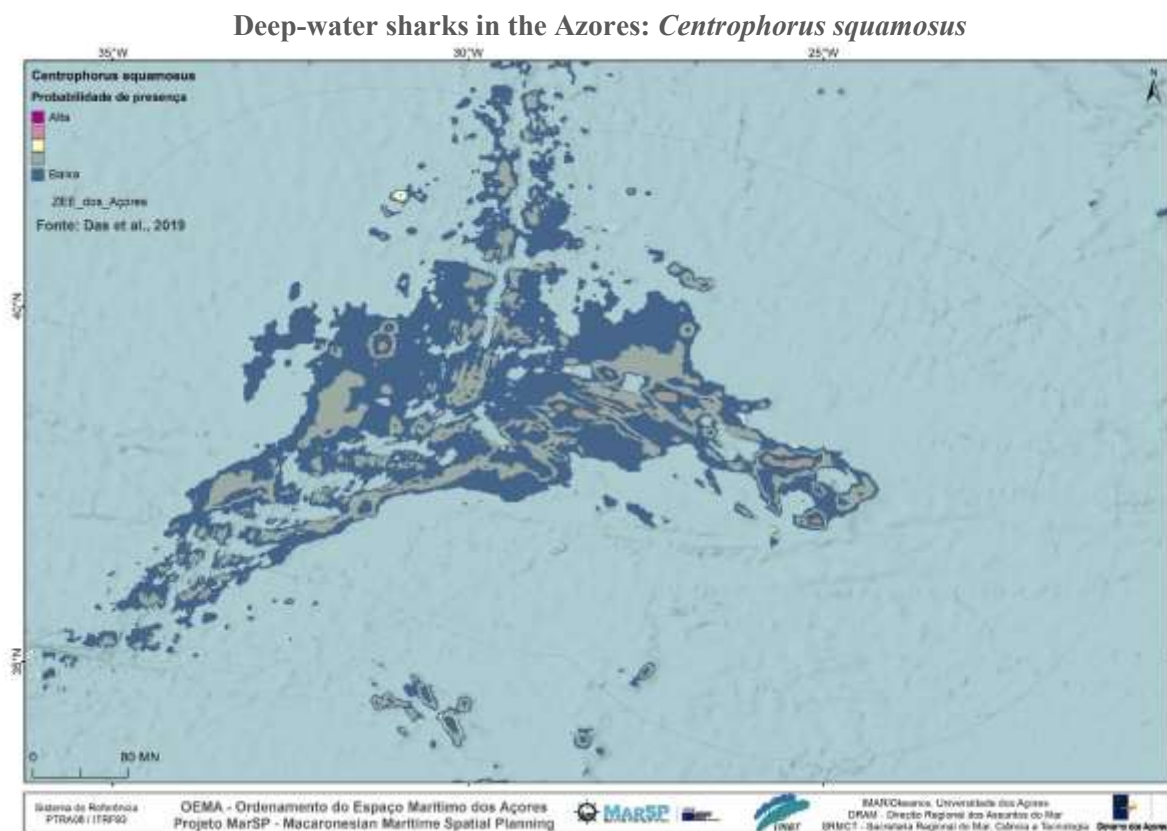 Deep-water sharks in the Azores: Centrophorus squamosus
35°W 30°W 25°W
Centrophorus squamosus
Probabilidade de presença
Alta
Baixa
ZEE_dos_Açores
Fonte: Das et al., 2019
N
40°N
35°N
0 80 MN
Sistema de Referência
PTRA08 / ITRF93
OEMA - Ordenamento do Espaço Marítimo dos Açores
Projeto MarSP - Macaronesian Maritime Spatial Planning
MARSP
IMAR/Okeanos, Universidade dos Açores
DRAM - Direção Regional dos Assuntos do Mar
SRMCT - Secretaria Regional do Mar, Ciência e Tecnologia
Governo dos Açores